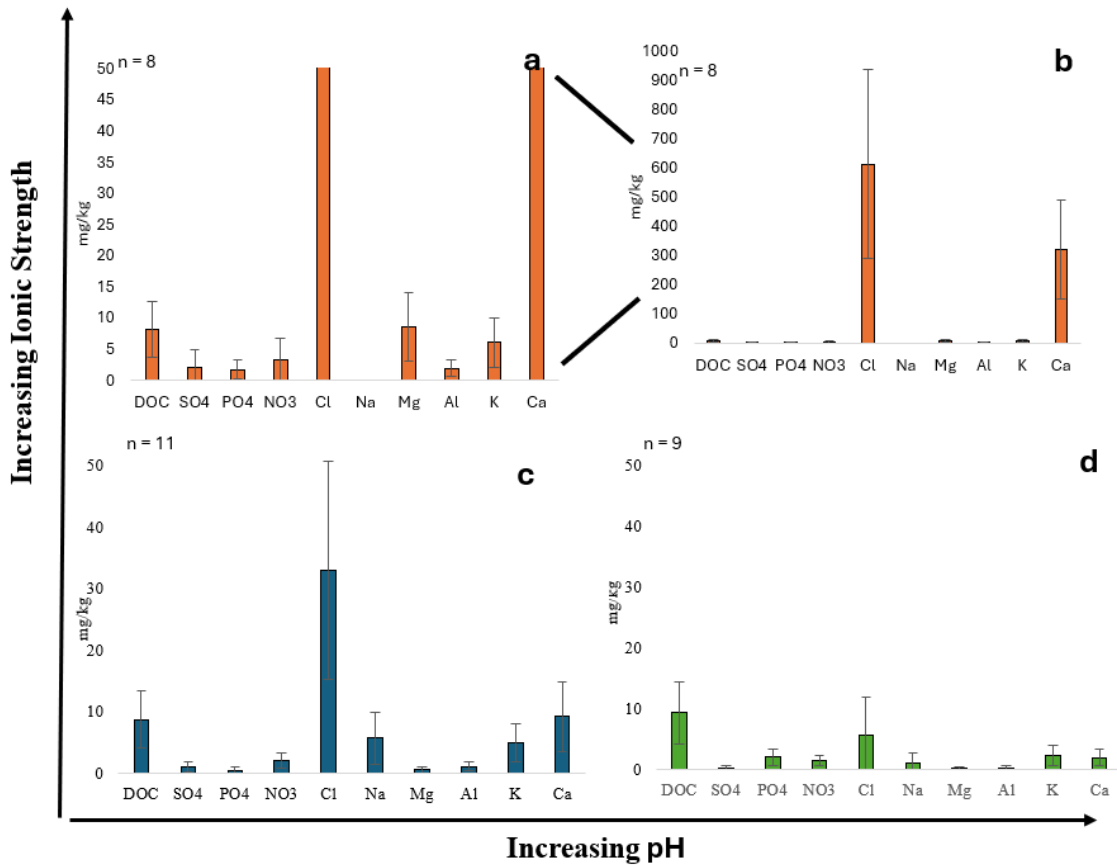 Increasing Ionic Strength
n = 8
a
50
45
40
35
30
25
20
15
10
5
0
mg/kg
DOC SO4 PO4 NO3 Cl Na Mg Al K Ca
1000
900
800
700
600
500
400
300
200
100
0
n = 8
b
mg/kg
DOC SO4 PO4 NO3 Cl Na Mg Al K Ca
n = 11
c
50
40
30
20
10
0
mg/kg
DOC SO4 PO4 NO3 Cl Na Mg Al K Ca
n = 9
d
50
40
30
20
10
0
mg/kg
DOC SO4 PO4 NO3 Cl Na Mg Al K Ca
Increasing pH